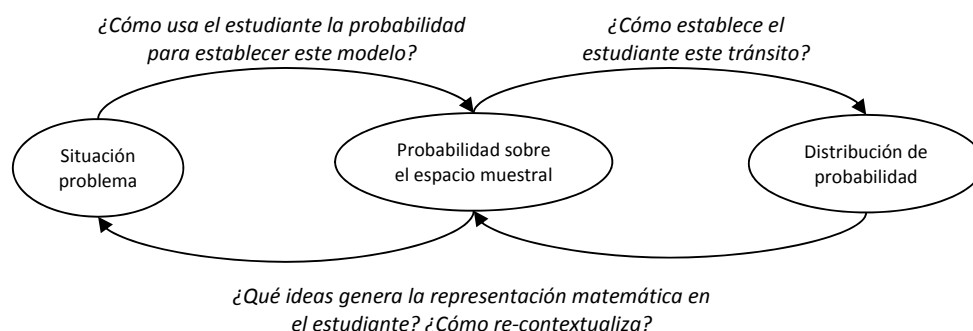 ¿Cómo usa el estudiante la probabilidad
para establecer este modelo?
¿Cómo establece el
estudiante este tránsito?
Situación
problema
Probabilidad sobre
el espacio muestral
Distribución de
probabilidad
¿Qué ideas genera la representación matemática en
el estudiante? ¿Cómo re-contextualiza?